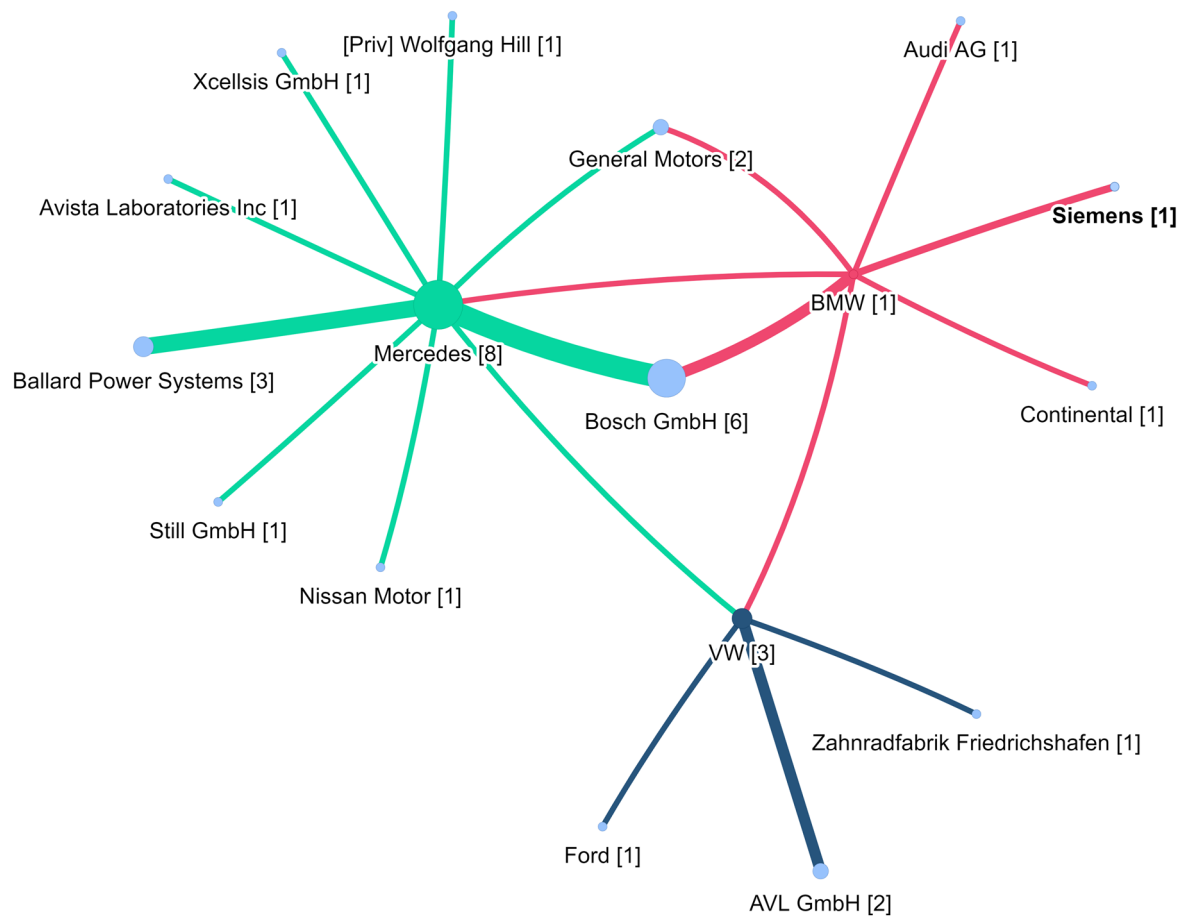 [Priv] Wolfgang Hill [1]
Audi AG [1]
Xcellsis GmbH [1]
General Motors [2]
Avista Laboratories Inc [1]
Siemens [1]
BMW [1]
Mercedes [8]
Ballard Power Systems [3]
Bosch GmbH [6]
Continental [1]
Still GmbH [1]
Nissan Motor [1]
VW [3]
Zahnradfabrik Friedrichshafen [1]
Ford [1]
AVL GmbH [2]